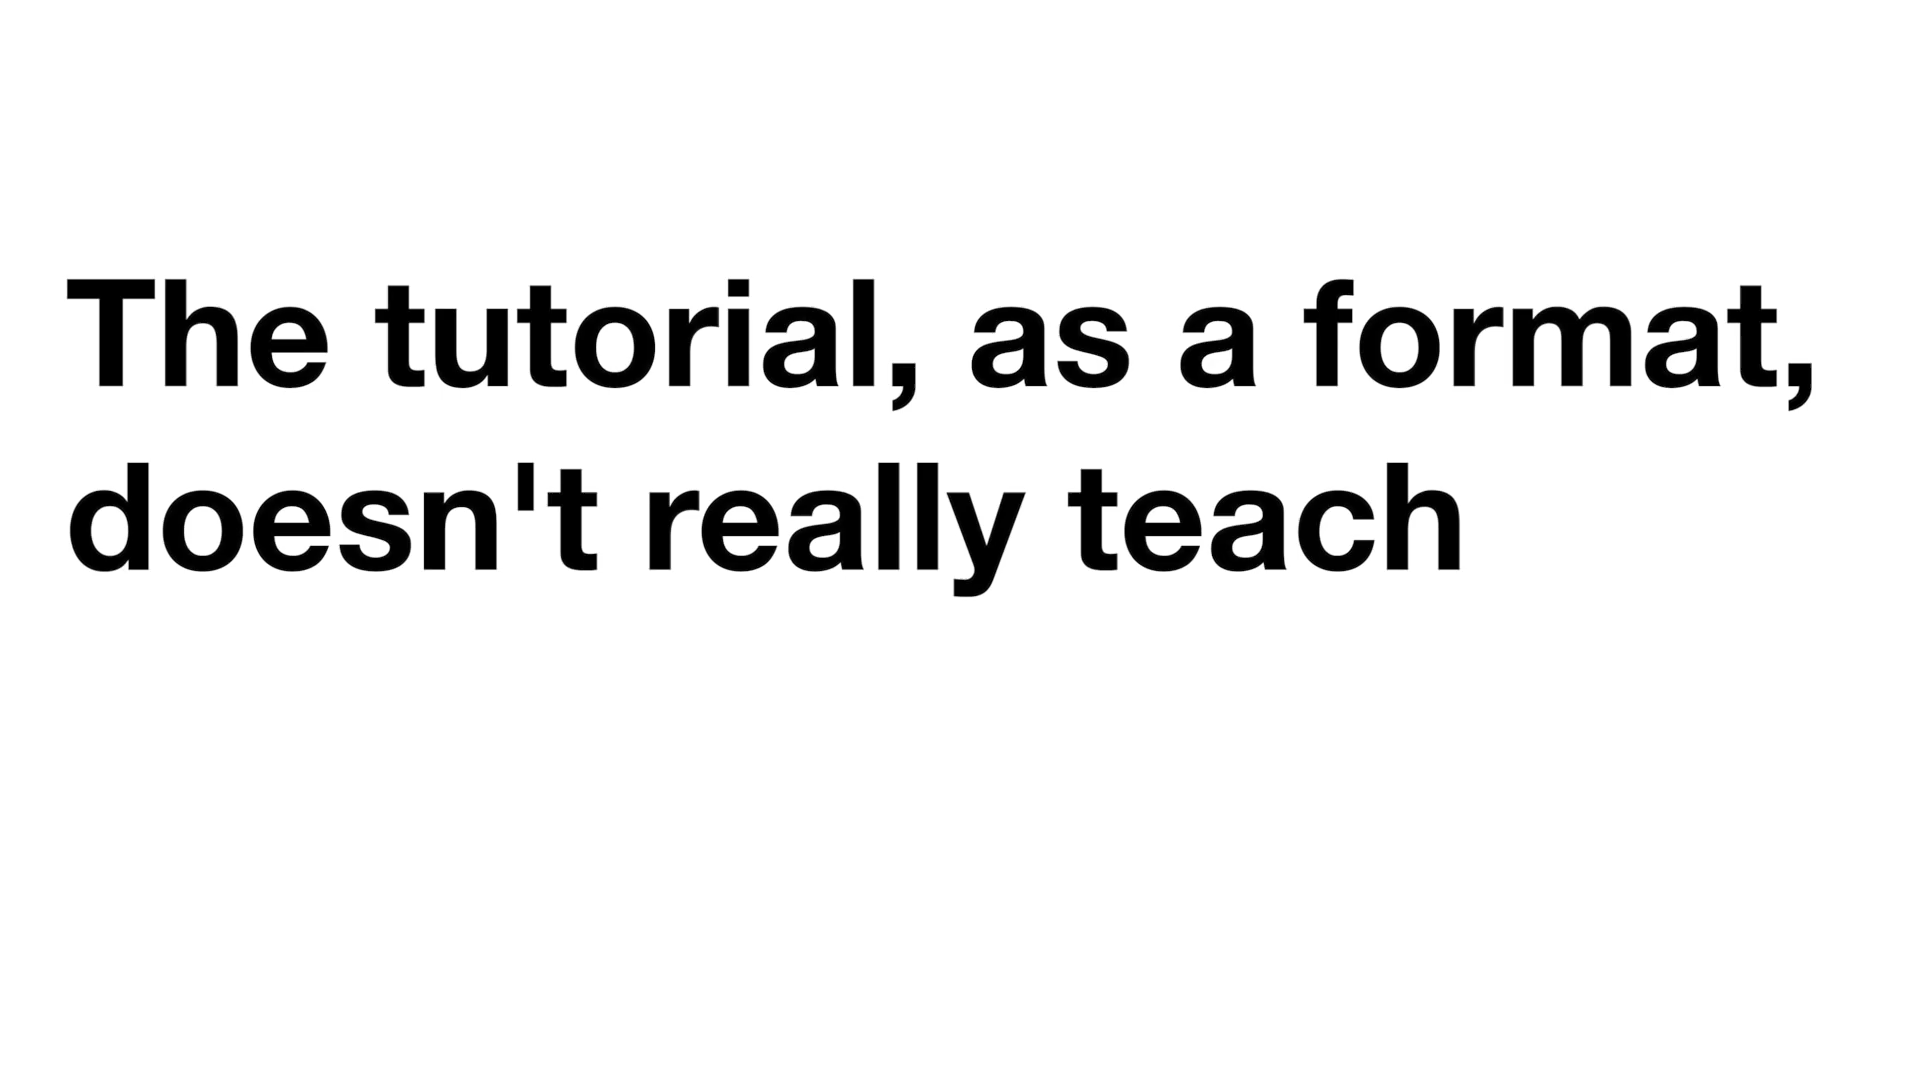 The tutorial, as a format,
doesn't really teach